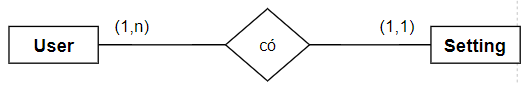 (1,n) (1,1)
User có Setting